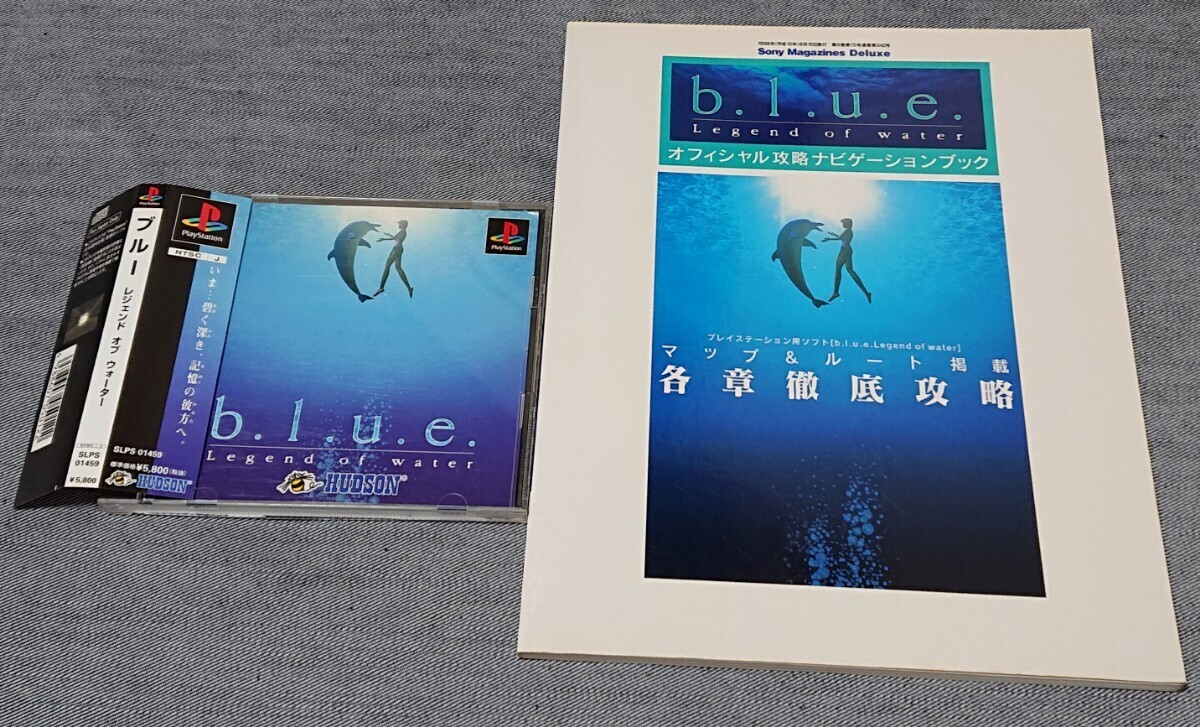 ブルー レジェンド オブ ウォーター
SLPS
01459
¥5,800
PlayStation
NTSC J
いま…碧く深き、記憶の彼方へ。
SLPS 01459
標準価格¥5,800(税抜)
HUDSON
PlayStation
b.l.u.e.
Legend of water
HUDSON
Sony Magazines Deluxe
b.l.u.e.
Legend of water
オフィシャル攻略ナビゲーションブック
プレイステーション用ソフト[b.l.u.e.Legend of water]
マップ&ルート掲載
各章徹底攻略